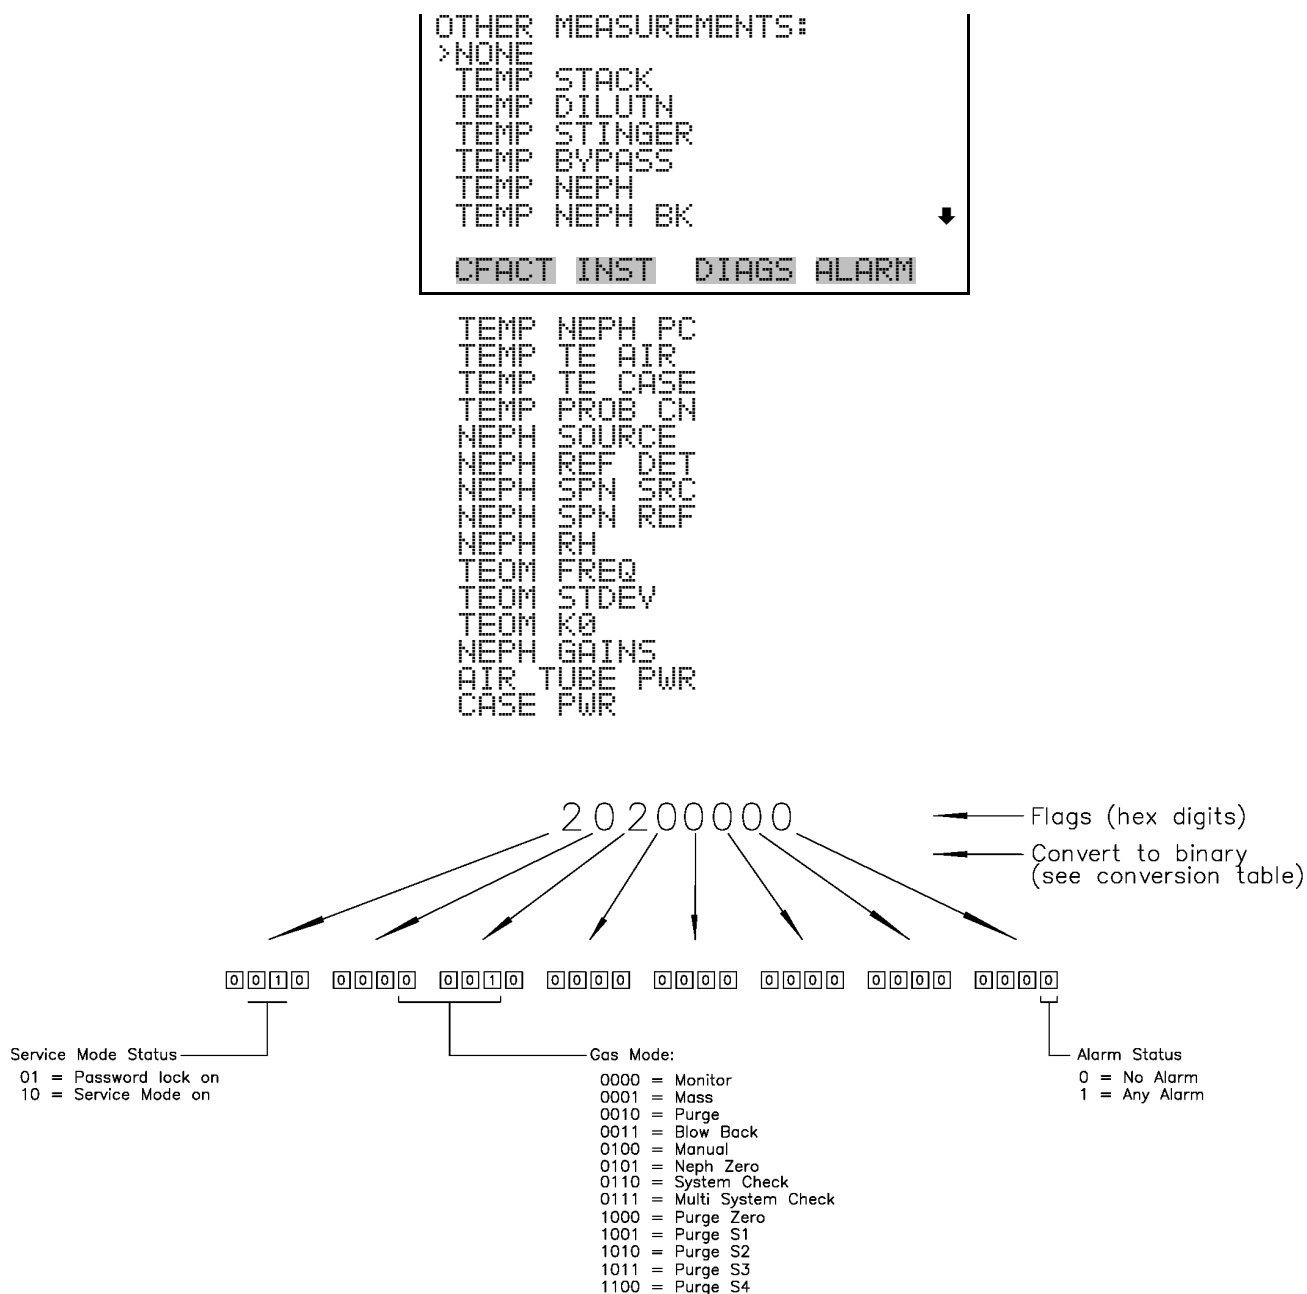 OTHER MEASUREMENTS:
>NONE
TEMP STACK
TEMP DILUTN
TEMP STINGER
TEMP BYPASS
TEMP NEPH
TEMP NEPH BK
CFACT INST DIAGS ALARM
TEMP NEPH PC
TEMP TE AIR
TEMP TE CASE
TEMP PROB CN
NEPH SOURCE
NEPH REF DET
NEPH SPN SRC
NEPH SPN REF
NEPH RH
TEOM FREQ
TEOM STDEV
TEOM K0
NEPH GAINS
AIR TUBE PWR
CASE PWR
20200000
Flags (hex digits)
Convert to binary
(see conversion table)
0010 0000 0010 0000 0000 0000 0000 0000
Service Mode Status
01 = Password lock on
10 = Service Mode on
Gas Mode:
0000 = Monitor
0001 = Mass
0010 = Purge
0011 = Blow Back
0100 = Manual
0101 = Neph Zero
0110 = System Check
0111 = Multi System Check
1000 = Purge Zero
1001 = Purge S1
1010 = Purge S2
1011 = Purge S3
1100 = Purge S4
Alarm Status
0 = No Alarm
1 = Any Alarm